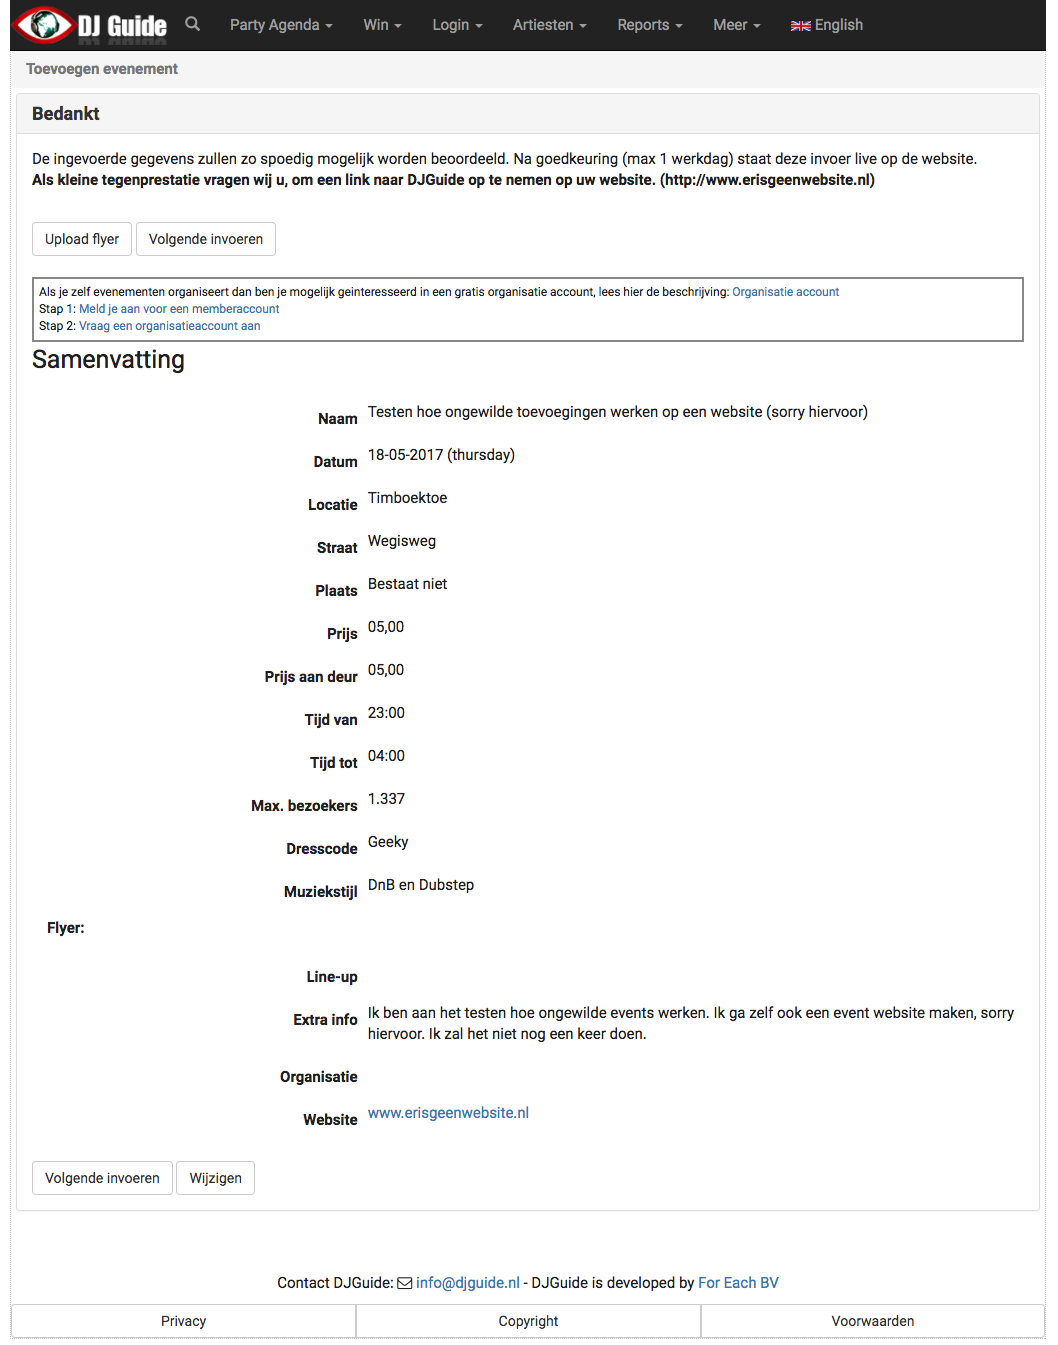 DJ Guide Party Agenda Win Login Artiesten Reports Meer English
Toevoegen evenement
Bedankt
De ingevoerde gegevens zullen zo spoedig mogelijk worden beoordeeld. Na goedkeuring (max 1 werkdag) staat deze invoer live op de website.
Als kleine tegenprestatie vragen wij u, om een link naar DJGuide op te nemen op uw website. (http://www.erisgeenwebsite.nl)
Upload flyer Volgende invoeren
Als je zelf evenementen organiseert dan ben je mogelijk geinteresseerd in een gratis organisatie account, lees hier de beschrijving: Organisatie account
Stap 1: Meld je aan voor een memberaccount
Stap 2: Vraag een organisatieaccount aan
Samenvatting
Naam Testen hoe ongewilde toevoegingen werken op een website (sorry hiervoor)
Datum 18-05-2017 (thursday)
Locatie Timboektoe
Straat Wegisweg
Plaats Bestaat niet
Prijs 05,00
Prijs aan deur 05,00
Tijd van 23:00
Tijd tot 04:00
Max. bezoekers 1.337
Dresscode Geeky
Muziekstijl DnB en Dubstep
Flyer:
Line-up
Extra info Ik ben aan het testen hoe ongewilde events werken. Ik ga zelf ook een event website maken, sorry
hiervoor. Ik zal het niet nog een keer doen.
Organisatie
Website www.erisgeenwebsite.nl
Volgende invoeren Wijzigen
Contact DJGuide: info@djguide.nl - DJGuide is developed by For Each BV
Privacy Copyright Voorwaarden